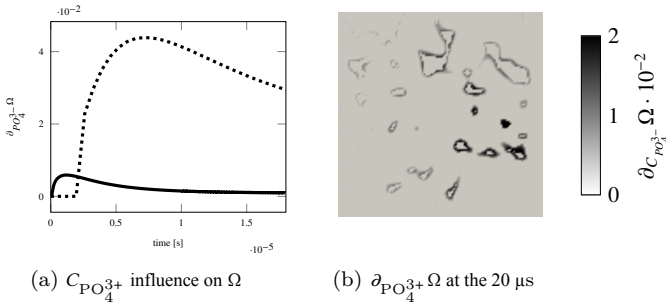 ·10⁻²
4
2
0
∂PO₄³⁻Ω
0
0.5
1
1.5
time [s]
·10⁻⁵
2
0
∂C_PO₄³⁻ Ω · 10⁻²
(a) C_PO₄³⁺ influence on Ω
(b) ∂PO₄³⁺ Ω at the 20 µs